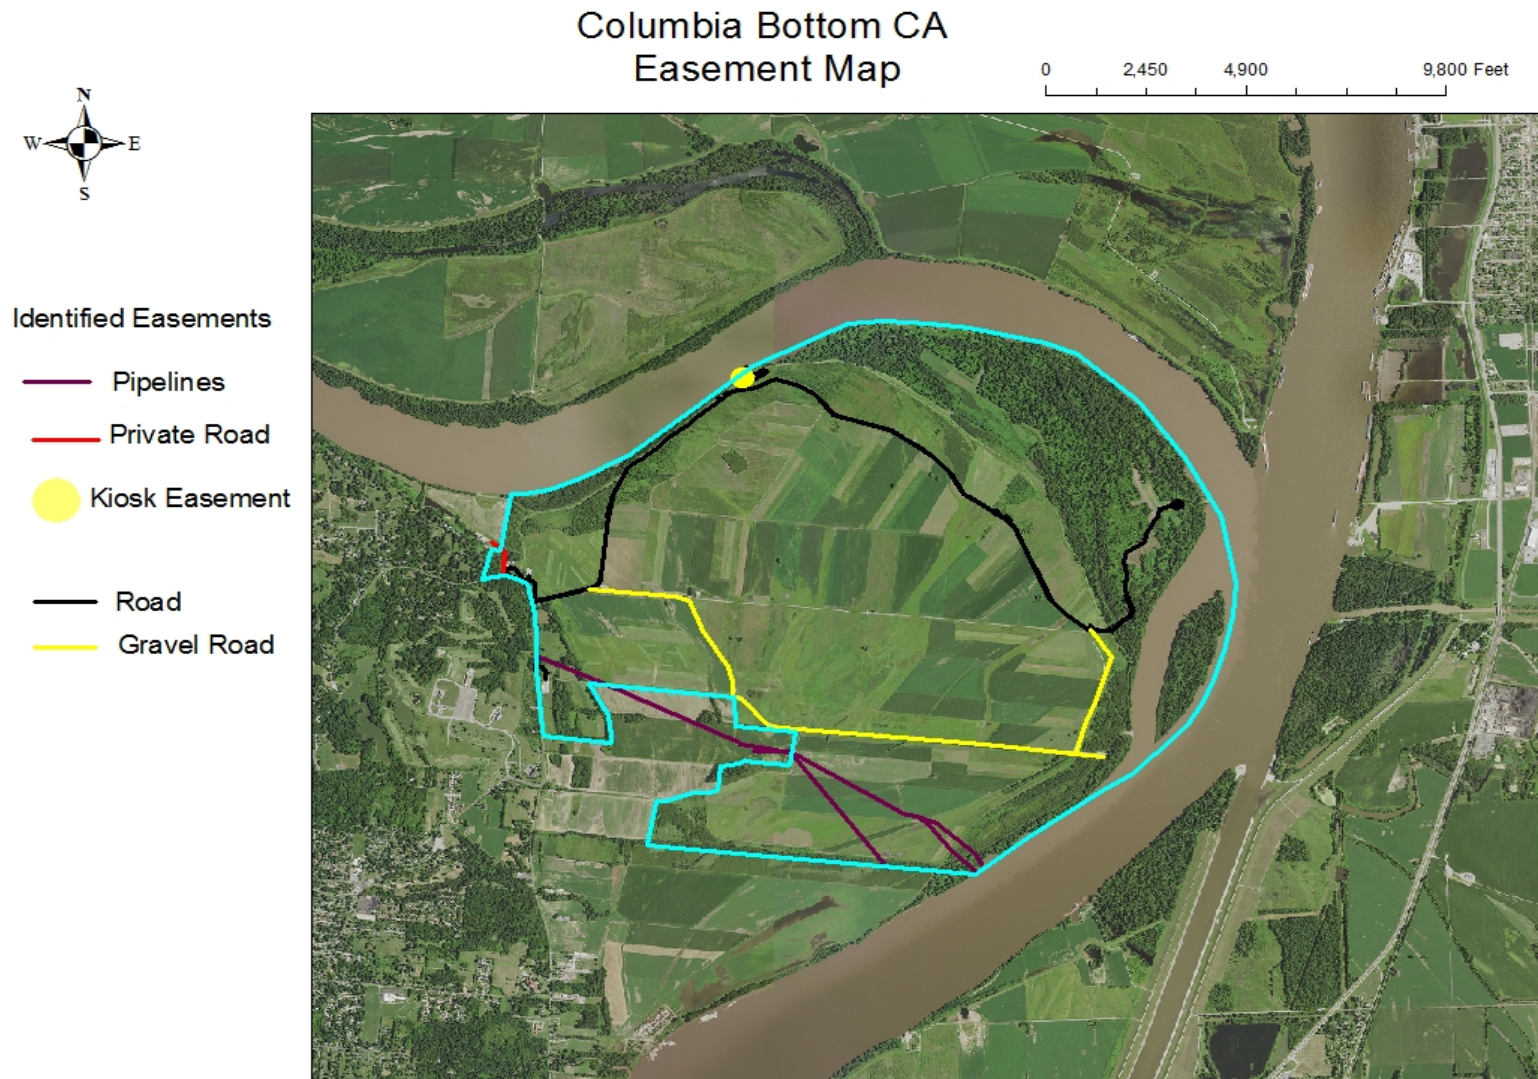 Columbia Bottom CA
Easement Map
0 2,450 4,900 9,800 Feet
N
W E
S
Identified Easements
Pipelines
Private Road
Kiosk Easement
Road
Gravel Road